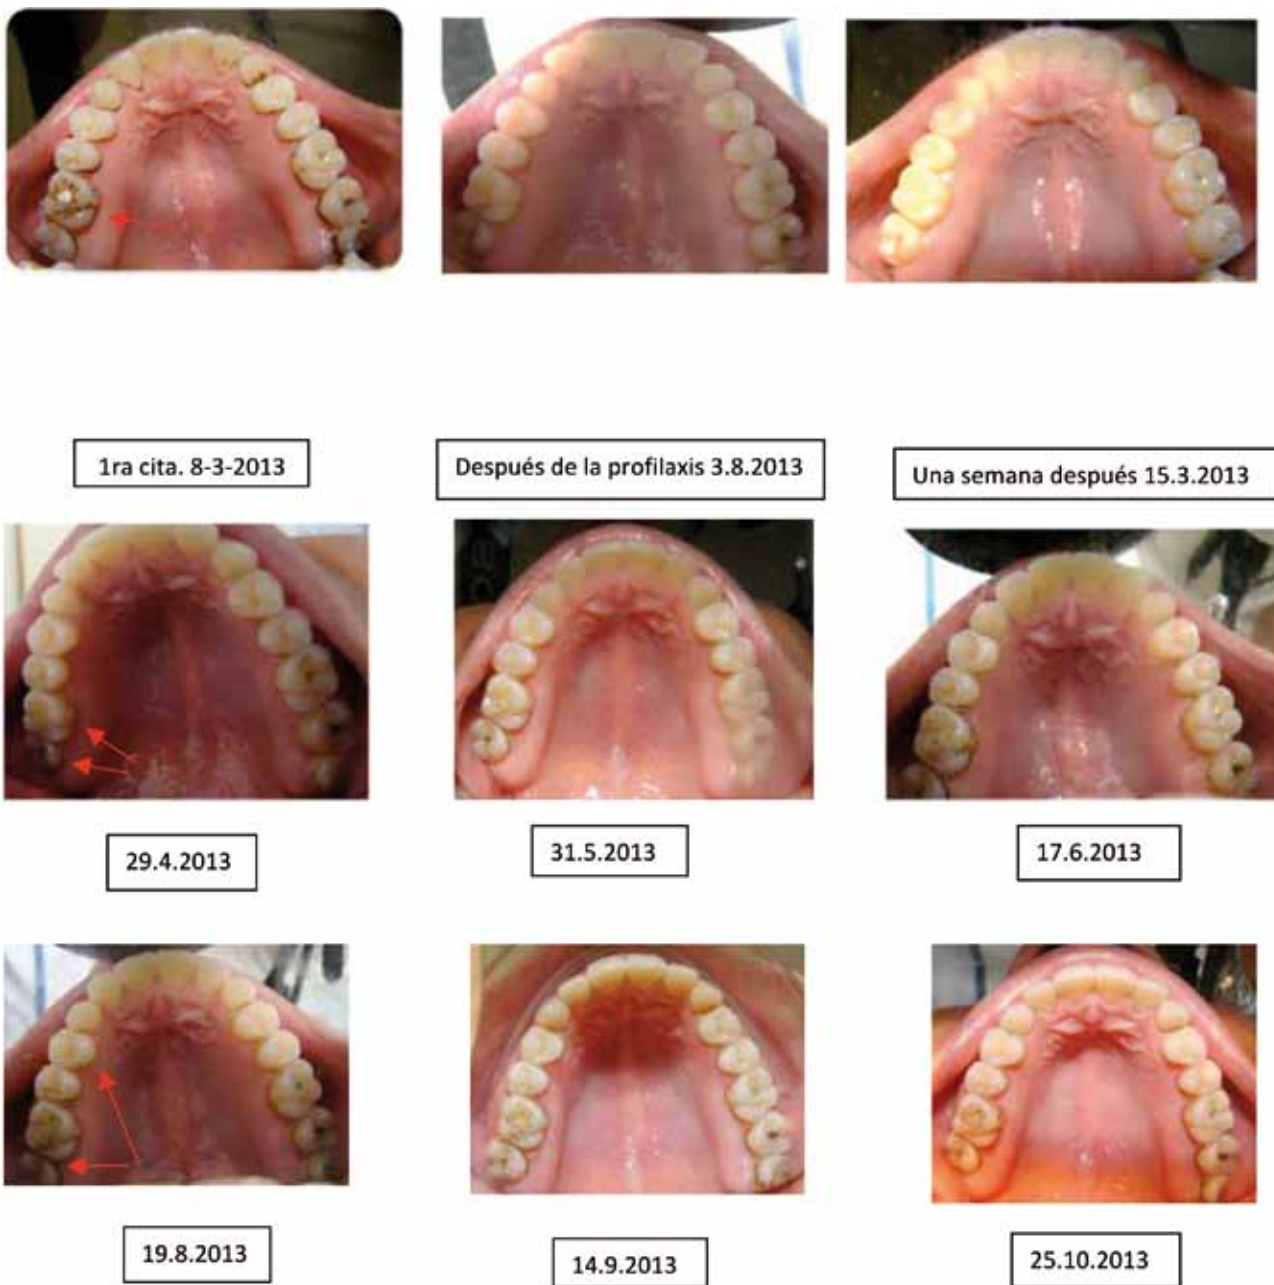 1ra cita. 8-3-2013
Después de la profilaxis 3.8.2013
Una semana después 15.3.2013
29.4.2013
31.5.2013
17.6.2013
19.8.2013
14.9.2013
25.10.2013